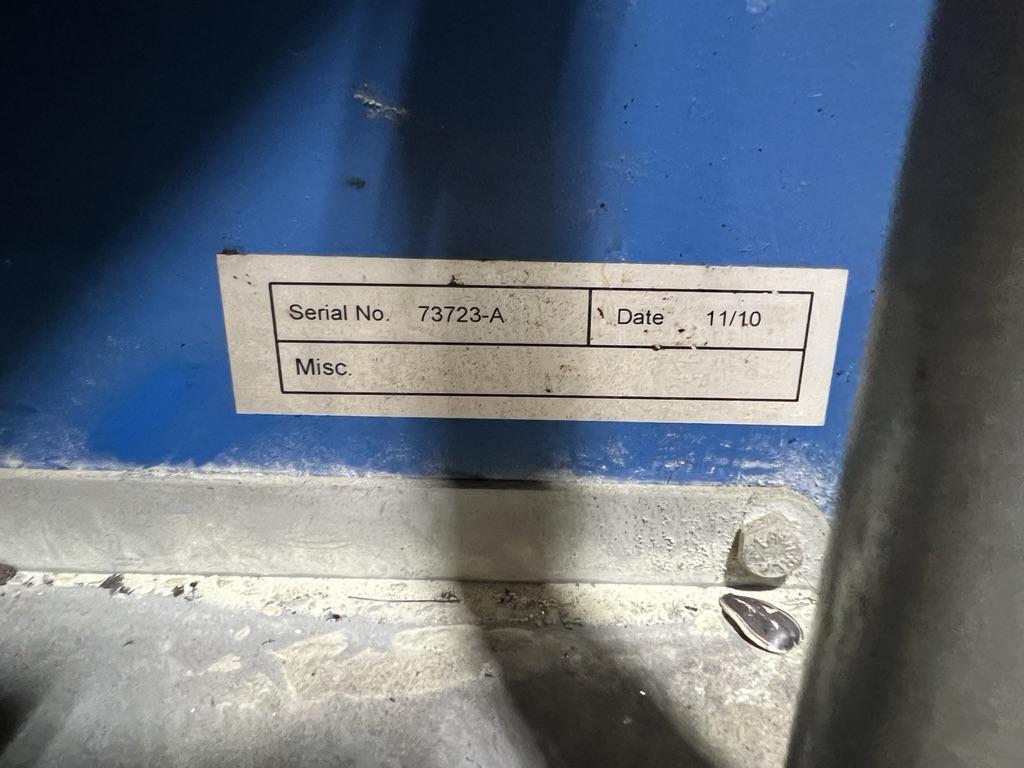 Serial No. 73723-A Date 11/10
Misc.